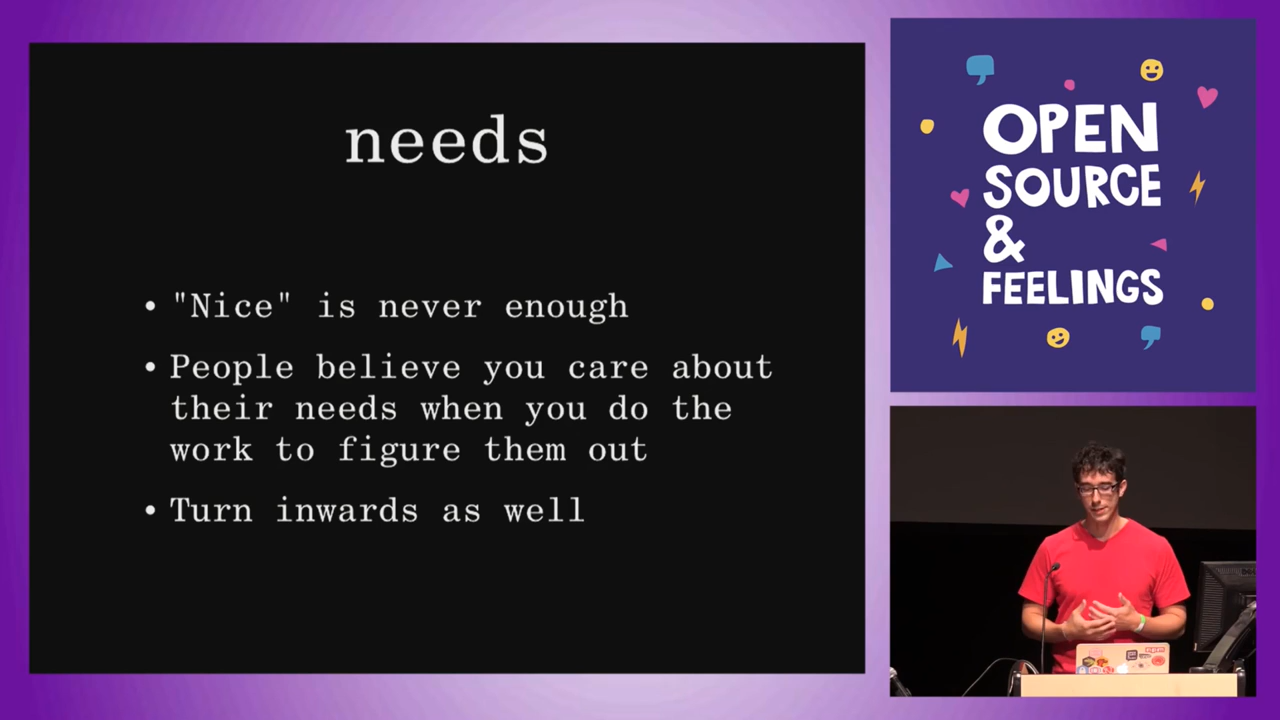 needs
• "Nice" is never enough
• People believe you care about
their needs when you do the
work to figure them out
• Turn inwards as well
OPEN
SOURCE
&
FEELINGS